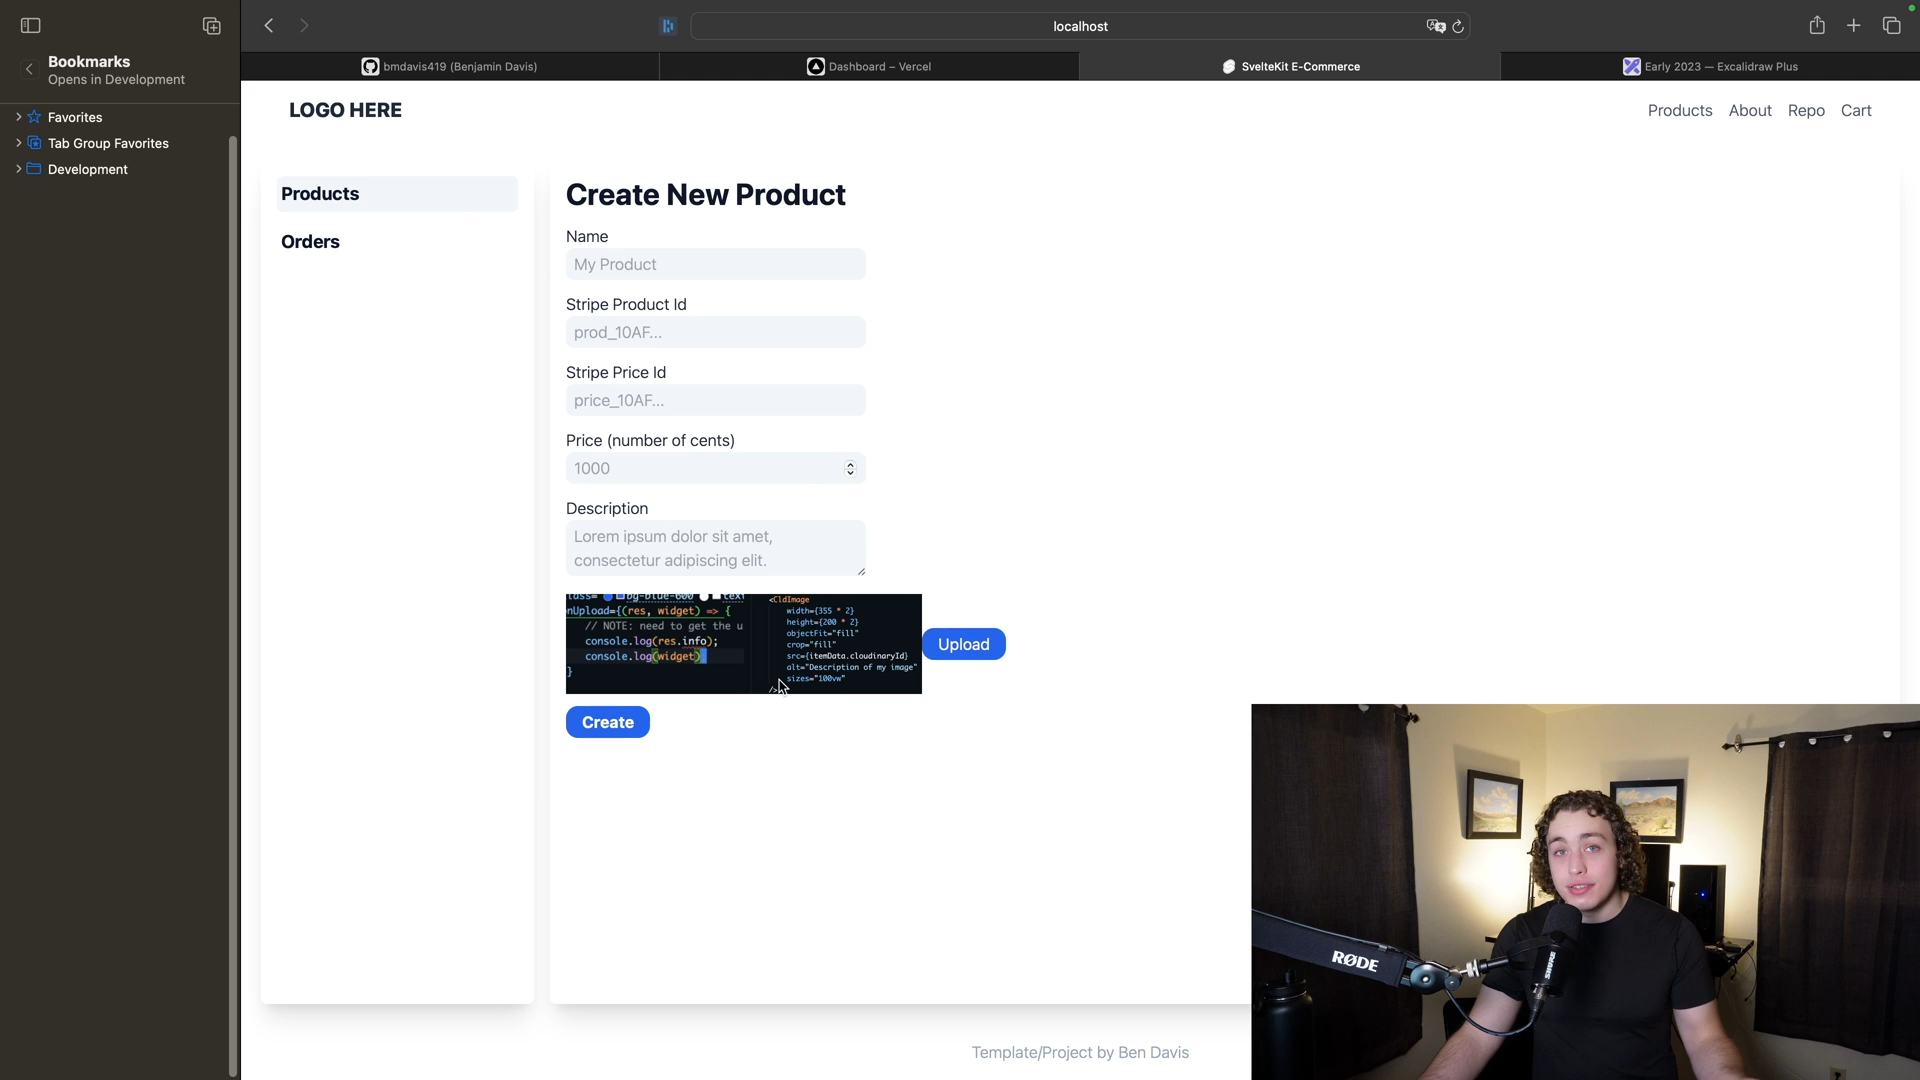 Bookmarks
Opens in Development
Favorites
Tab Group Favorites
Development
localhost
bmdavis419 (Benjamin Davis)
Dashboard – Vercel
SvelteKit E-Commerce
Early 2023 — Excalidraw Plus
LOGO HERE
Products About Repo Cart
Products
Orders
Create New Product
Name
My Product
Stripe Product Id
prod_10AF...
Stripe Price Id
price_10AF...
Price (number of cents)
1000
Description
Lorem ipsum dolor sit amet,
consectetur adipiscing elit.
nUpload={(res, widget) => {
// NOTE: need to get the u
console.log(res.info);
console.log(widget)
}
<CldImage
width={355 * 2}
height={200 * 2}
objectFit="fill"
crop="fill"
src={itemData.cloudinaryId}
alt="Description of my image"
sizes="100vw"
/>
Upload
Create
RØDE
SHURE
Template/Project by Ben Davis